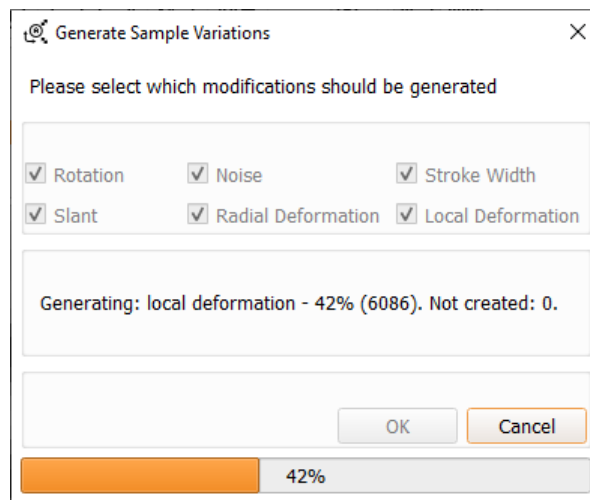 Generate Sample Variations
Please select which modifications should be generated
Rotation Noise Stroke Width
Slant Radial Deformation Local Deformation
Generating: local deformation - 42% (6086). Not created: 0.
OK Cancel
42%